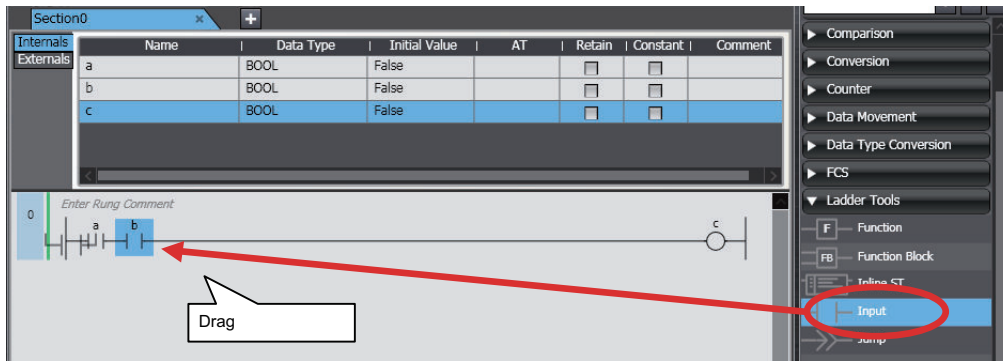 Section0 × +
Internals Name Data Type Initial Value AT Retain Constant Comment
Externals a BOOL False
b BOOL False
c BOOL False
0 Enter Rung Comment
a b c
Drag
Comparison
Conversion
Counter
Data Movement
Data Type Conversion
FCS
Ladder Tools
F Function
FB Function Block
Inline ST
Input
Jump